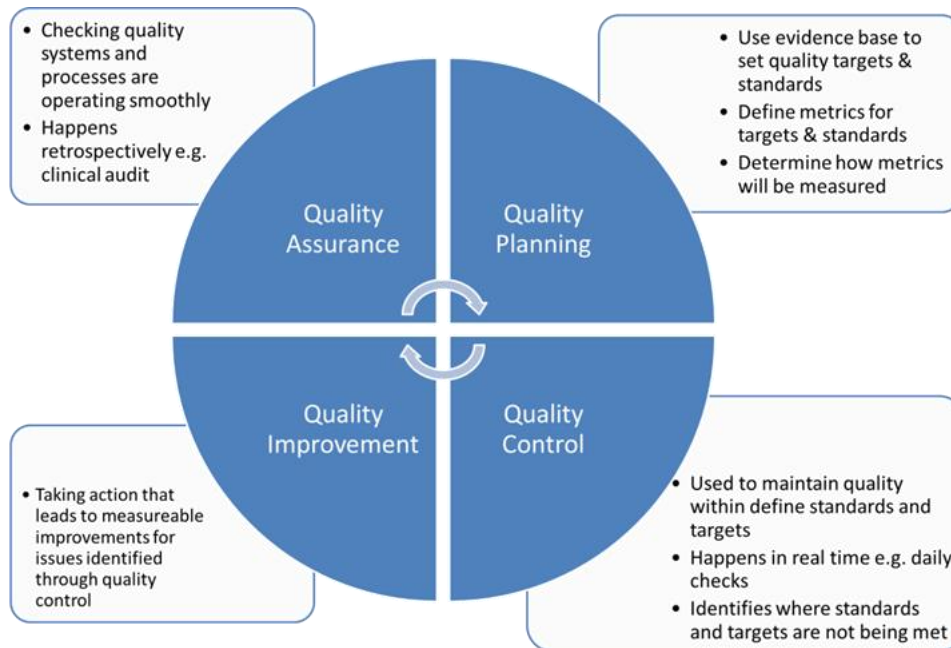 • Checking quality
systems and
processes are
operating smoothly
• Happens
retrospectively e.g.
clinical audit
• Use evidence base to
set quality targets &
standards
• Define metrics for
targets & standards
• Determine how metrics
will be measured
Quality
Assurance
Quality
Planning
Quality
Improvement
Quality
Control
• Taking action that
leads to measureable
improvements for
issues identified
through quality
control
• Used to maintain quality
within define standards and
targets
• Happens in real time e.g. daily
checks
• Identifies where standards
and targets are not being met